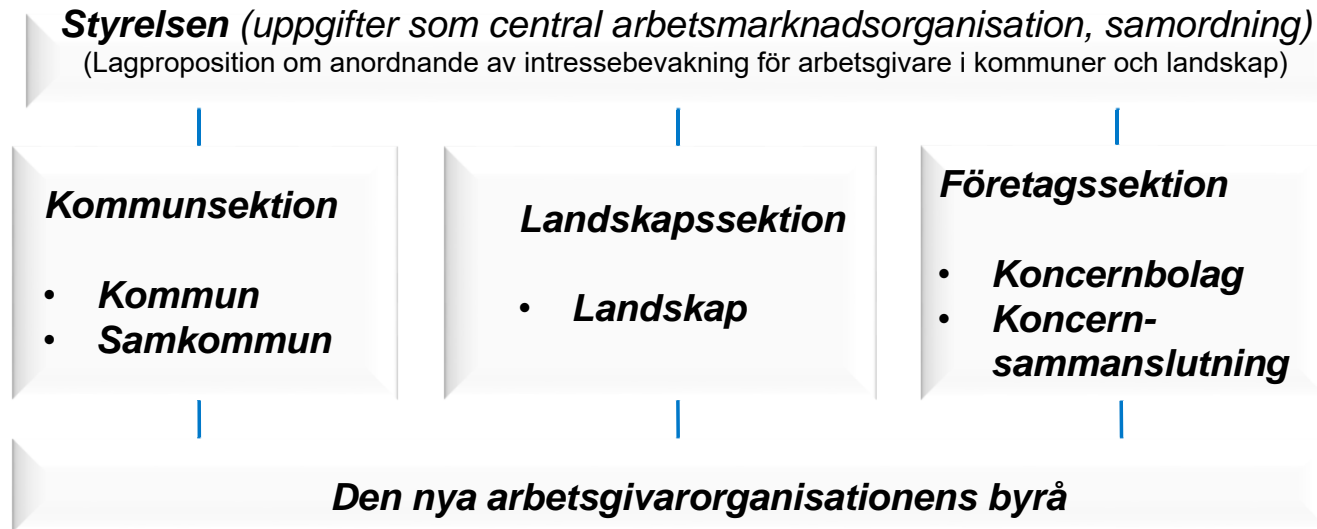 Styrelsen (uppgifter som central arbetsmarknadsorganisation, samordning)
(Lagproposition om anordnande av intressebevakning för arbetsgivare i kommuner och landskap)
Kommunsektion
• Kommun
• Samkommun
Landskapssektion
• Landskap
Företagssektion
• Koncernbolag
• Koncern-
sammanslutning
Den nya arbetsgivarorganisationens byrå